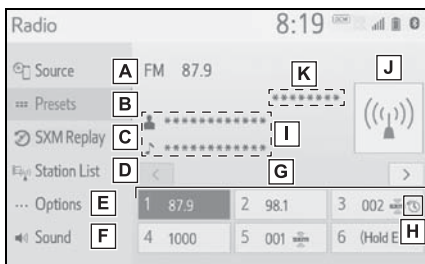 Radio 8:19 DCM
Source A FM 87.9 K J
Presets B ********
SXM Replay C ************ I
Station List D ************ G
< >
Options E 1 87.9 2 98.1 3 002 H
Sound F 4 1000 5 001 6 (Hold E